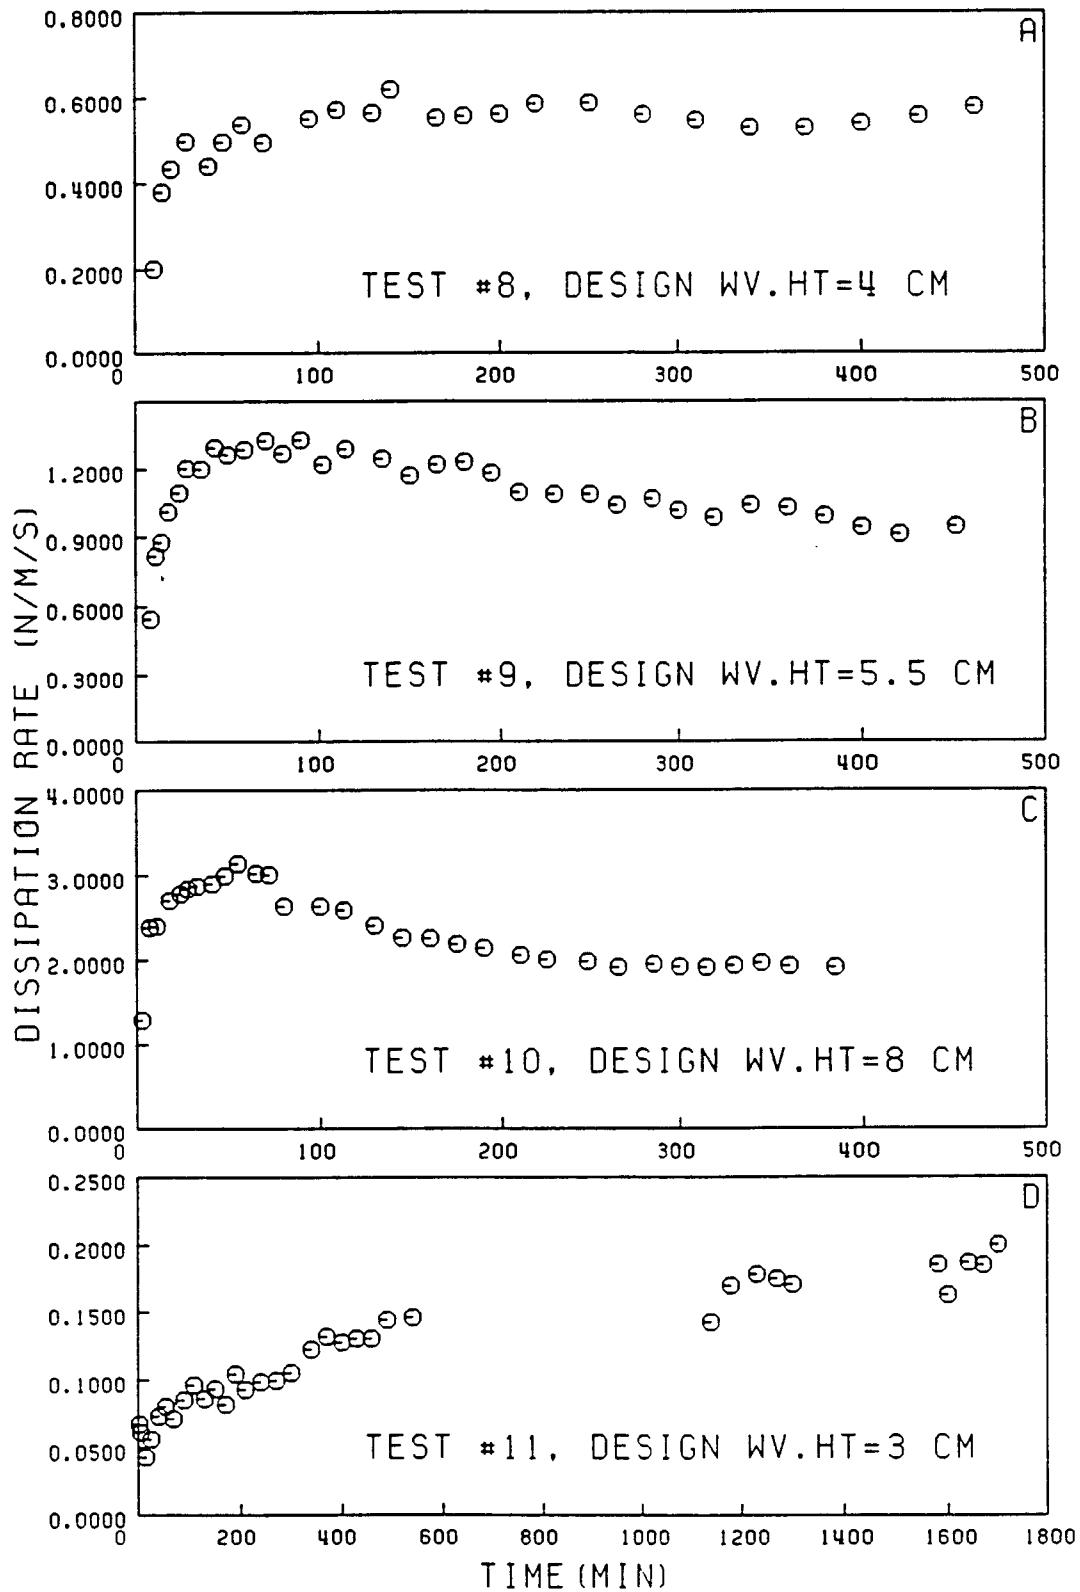 DISSIPATION RATE (N/M/S)
A
0.8000
0.6000
0.4000
0.2000
0.0000
TEST #8, DESIGN WV.HT=4 CM
0 100 200 300 400 500
B
1.2000
0.9000
0.6000
0.3000
0.0000
TEST #9, DESIGN WV.HT=5.5 CM
0 100 200 300 400 500
C
4.0000
3.0000
2.0000
1.0000
0.0000
TEST #10, DESIGN WV.HT=8 CM
0 100 200 300 400 500
D
0.2500
0.2000
0.1500
0.1000
0.0500
0.0000
TEST #11, DESIGN WV.HT=3 CM
0 200 400 600 800 1000 1200 1400 1600 1800
TIME (MIN)